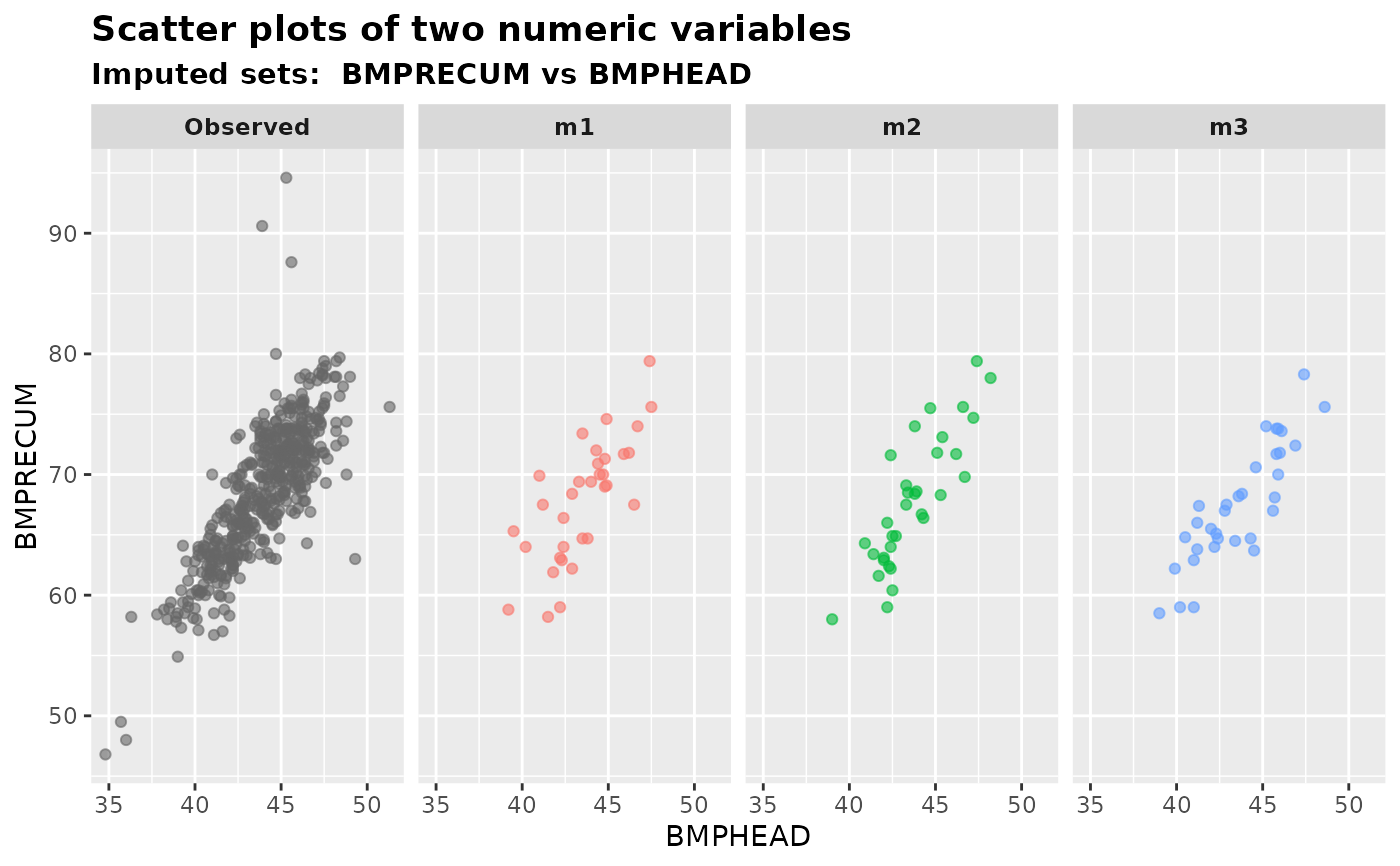 Scatter plots of two numeric variables
Imputed sets:  BMPRECUM vs BMPHEAD
Observed m1 m2 m3
90
80
70
60
50
BMPRECUM
35 40 45 50 35 40 45 50 35 40 45 50 35 40 45 50
BMPHEAD